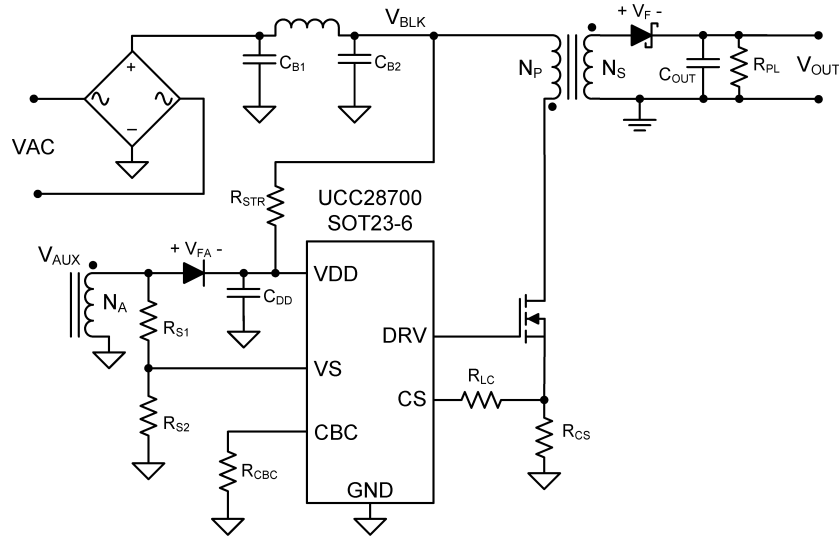 + V_F -
V_BLK
+
C_B1
C_B2
N_P
N_S
C_OUT
R_PL
V_OUT
VAC
−
R_STR
UCC28700
SOT23-6
V_AUX
+ V_FA -
VDD
N_A
C_DD
R_S1
DRV
VS
R_LC
CS
R_S2
CBC
R_CS
R_CBC
GND